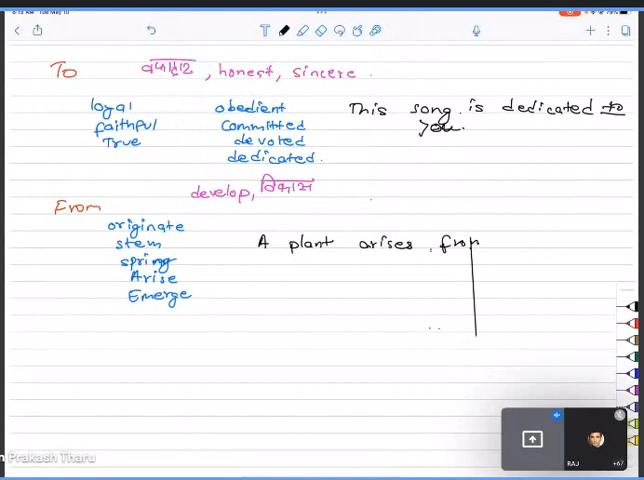 To वफादार, honest, sincere.
loyal obedient This song is dedicated to
faithful Committed you.
True devoted
dedicated.
develop, विकास
From
originate
stem A plant arises from
spring
Arise
Emerge
Prakash Tharu
RAJ +67